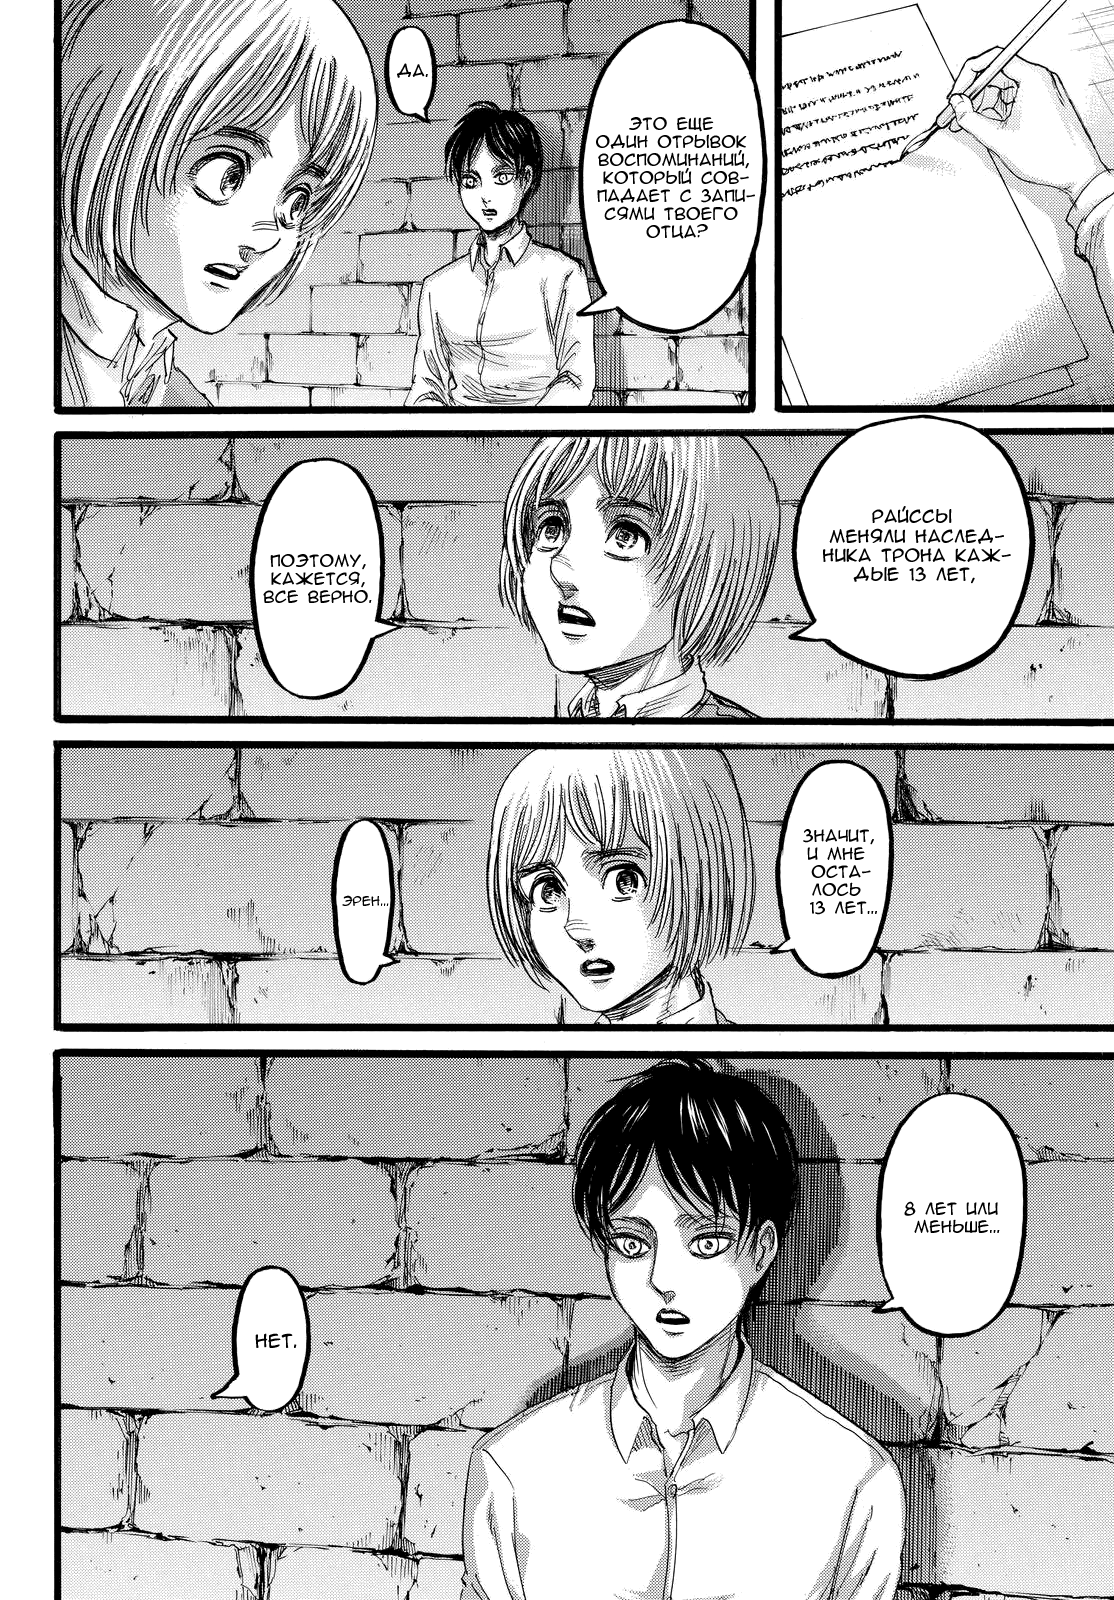 ЭТО ЕЩЕ
ОДИН ОТРЫВОК
ВОСПОМИНАНИЙ,
КОТОРЫЙ СОВ-
ПАДАЕТ С ЗАПИ-
СЯМИ ТВОЕГО
ОТЦА?
ДА.
РАЙССЫ
МЕНЯЛИ НАСЛЕД-
НИКА ТРОНА КАЖ-
ДЫЕ 13 ЛЕТ,
ПОЭТОМУ,
КАЖЕТСЯ,
ВСЕ ВЕРНО.
ЗНАЧИТ,
И МНЕ
ОСТА-
ЛОСЬ
13 ЛЕТ...
ЭРЕН...
8 ЛЕТ ИЛИ
МЕНЬШЕ...
НЕТ.